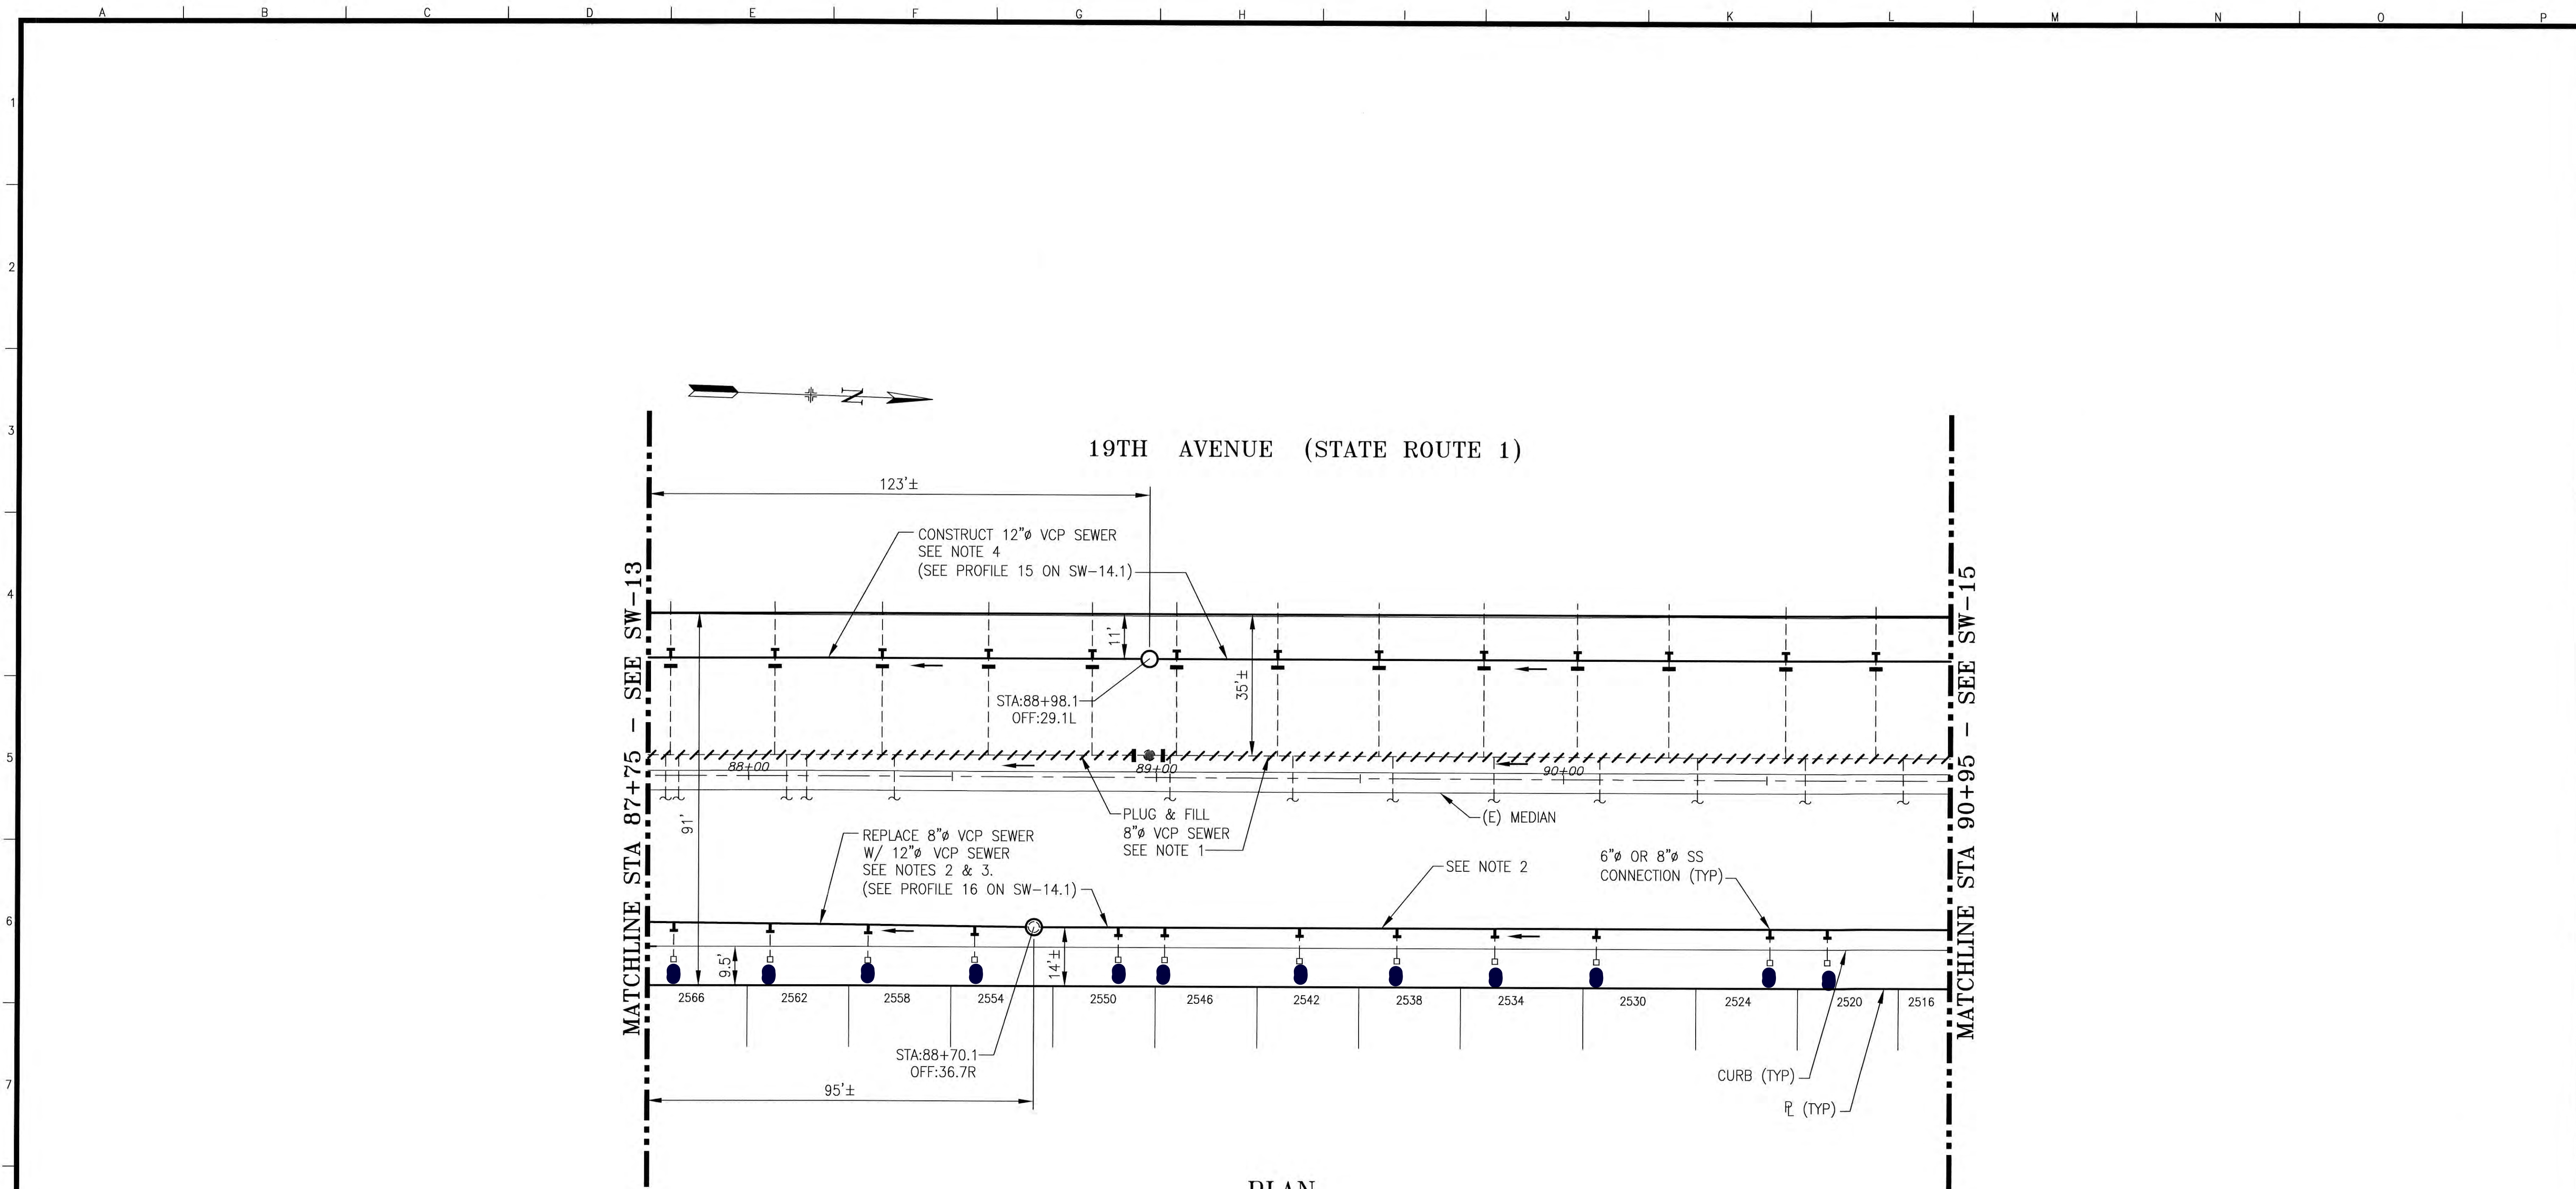 A B C D E F G H I J K L M N O P
1
2
3
4
5
6
7
N
19TH AVENUE (STATE ROUTE 1)
123'±
CONSTRUCT 12"ø VCP SEWER
SEE NOTE 4
(SEE PROFILE 15 ON SW-14.1)
MATCHLINE STA 87+75 - SEE SW-13
MATCHLINE STA 90+95 - SEE SW-15
11'
35'±
STA:88+98.1
OFF:29.1L
88+00
89+00
90+00
91'
PLUG & FILL
8"ø VCP SEWER
SEE NOTE 1
(E) MEDIAN
REPLACE 8"ø VCP SEWER
W/ 12"ø VCP SEWER
SEE NOTES 2 & 3.
(SEE PROFILE 16 ON SW-14.1)
SEE NOTE 2
6"ø OR 8"ø SS
CONNECTION (TYP)
9.5'
14'±
2566 2562 2558 2554 2550 2546 2542 2538 2534 2530 2524 2520 2516
STA:88+70.1
OFF:36.7R
95'±
CURB (TYP)
PL (TYP)
PLAN